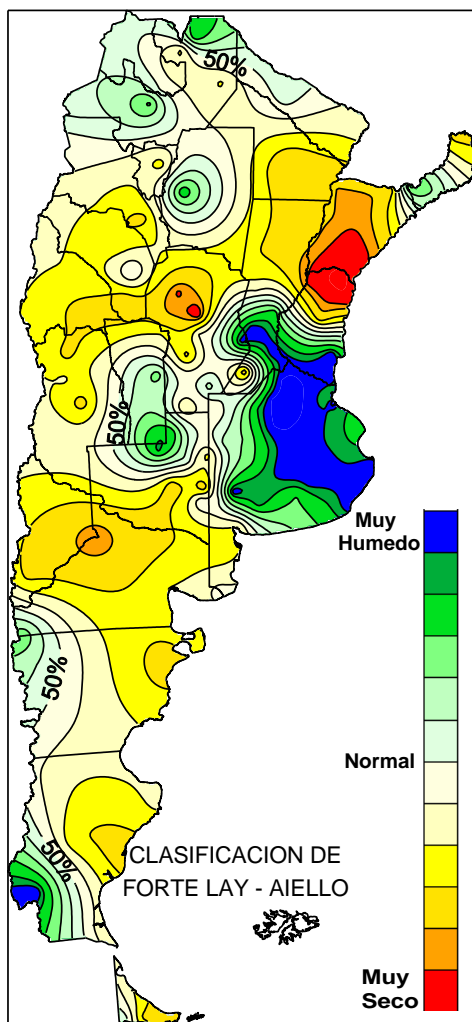 50%
50%
50%
50%
Muy
Humedo
Normal
Muy
Seco
CLASIFICACION DE
FORTE LAY - AIELLO